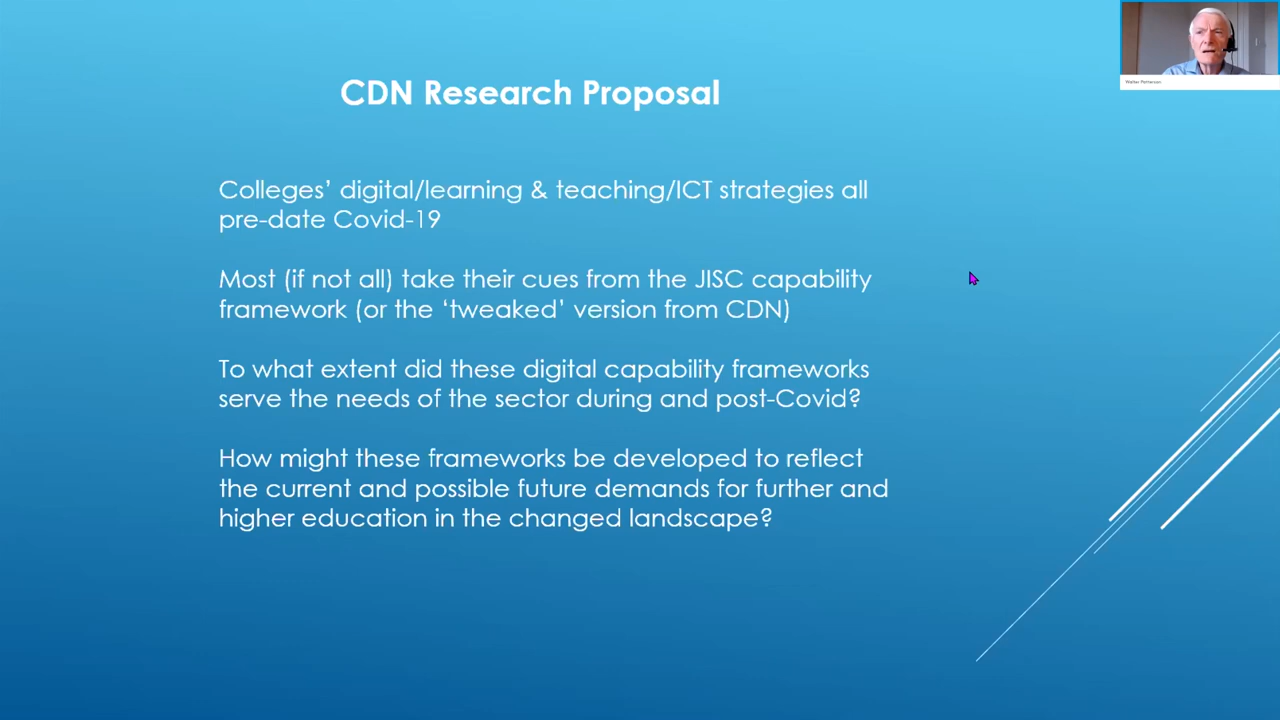 CDN Research Proposal
Colleges’ digital/learning & teaching/ICT strategies all
pre-date Covid-19
Most (if not all) take their cues from the JISC capability
framework (or the ‘tweaked’ version from CDN)
To what extent did these digital capability frameworks
serve the needs of the sector during and post-Covid?
How might these frameworks be developed to reflect
the current and possible future demands for further and
higher education in the changed landscape?
Walter Patterson